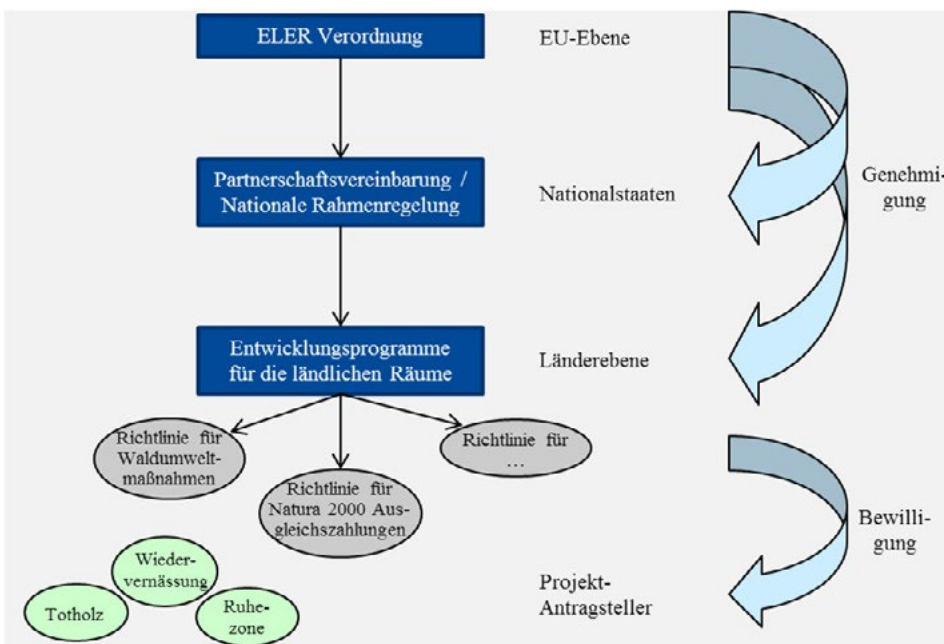 ELER Verordnung
EU-Ebene
Partnerschaftsvereinbarung /
Nationale Rahmenregelung
Nationalstaaten
Genehmi-
gung
Entwicklungsprogramme
für die ländlichen Räume
Länderebene
Richtlinie für
Waldumwelt-
maßnahmen
Richtlinie für
Natura 2000 Aus-
gleichszahlungen
Richtlinie für
…
Bewilli-
gung
Wieder-
vernässung
Totholz
Ruhe-
zone
Projekt-
Antragsteller